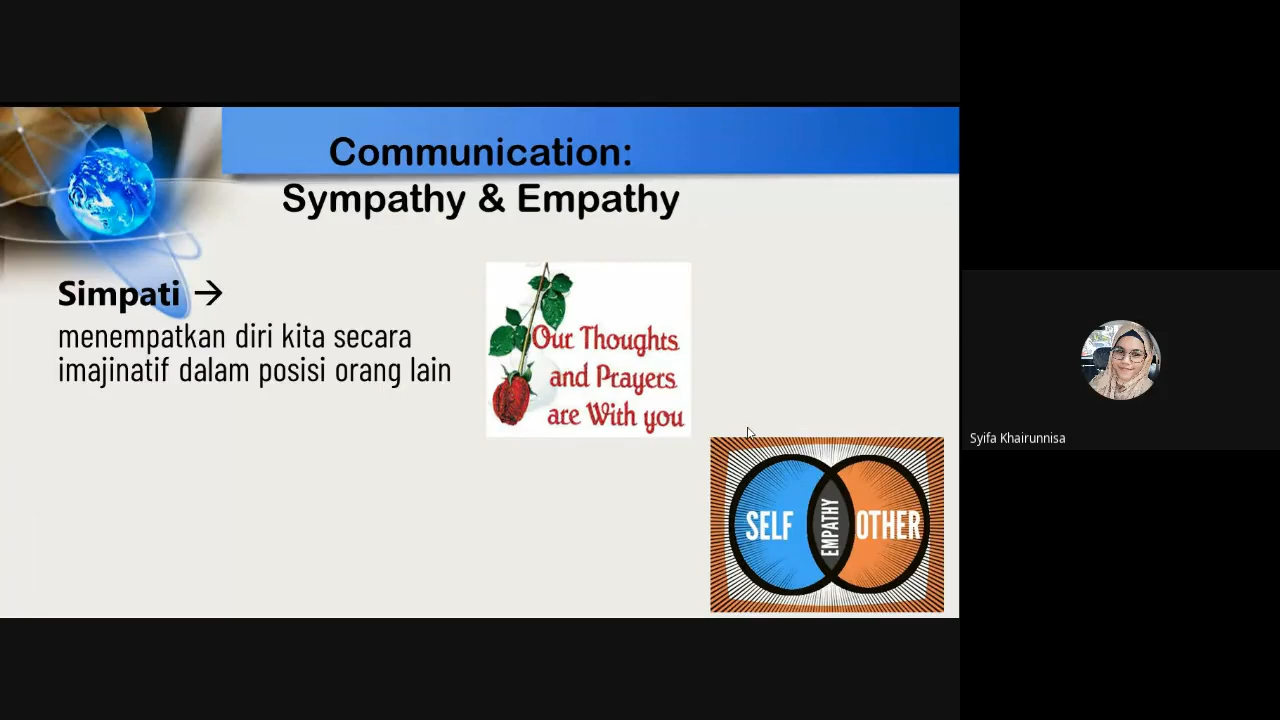 Communication:
Sympathy & Empathy
Simpati →
menempatkan diri kita secara
imajinatif dalam posisi orang lain
Our Thoughts
and Prayers
are With you
SELF
EMPATHY
OTHER
Syifa Khairunnisa